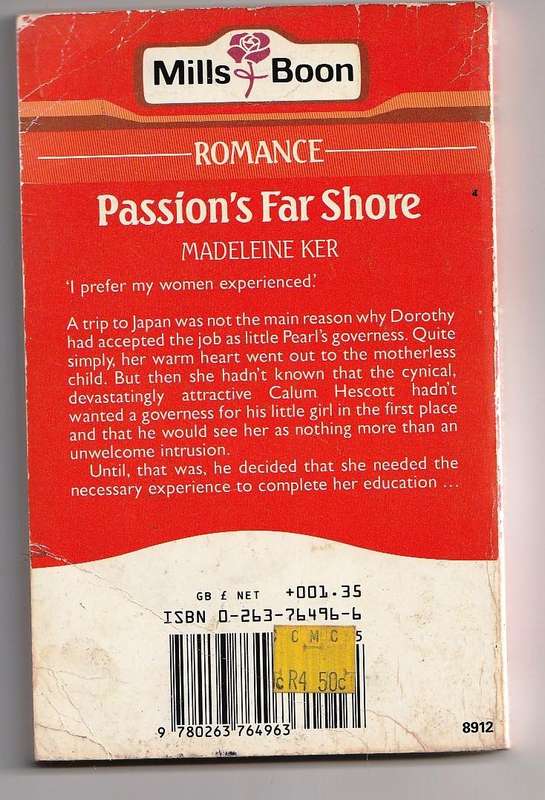 Mills & Boon
ROMANCE
Passion's Far Shore
MADELEINE KER
'I prefer my women experienced.'
A trip to Japan was not the main reason why Dorothy
had accepted the job as little Pearl's governess. Quite
simply, her warm heart went out to the motherless
child. But then she hadn't known that the cynical,
devastatingly attractive Calum Hescott hadn't
wanted a governess for his little girl in the first place
and that he would see her as nothing more than an
unwelcome intrusion.
Until, that was, he decided that she needed the
necessary experience to complete her education ...
GB £ NET +001.35
ISBN 0-263-76496-6
C M C 5
R4 50c
9 780263 764963
8912